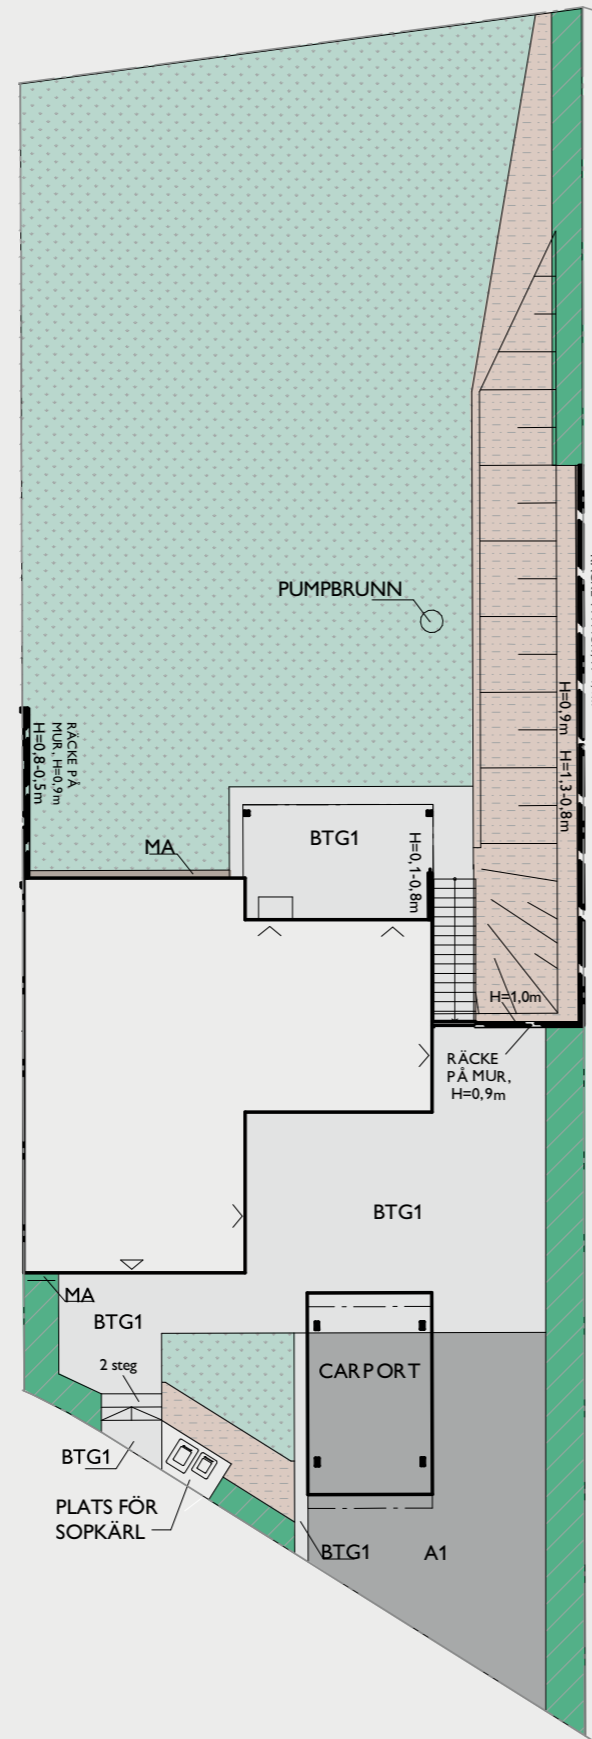 PUMPBRUNN
RÄCKE PÅ
MUR, H=0,9m
H=0,8-0,5m
H=0,9m H=1,3-0,8m
MA
BTG1
H=0,1-0,8m
H=1,0m
RÄCKE
PÅ MUR,
H=0,9m
BTG1
MA
BTG1
2 steg
CARPORT
BTG1
PLATS FÖR
SOPKÄRL
BTG1
A1